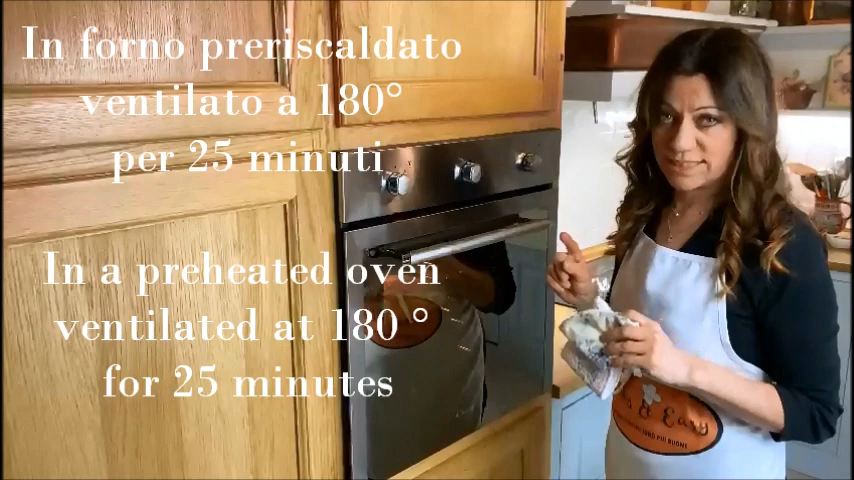 In forno preriscaldato
ventilato a 180°
per 25 minuti
In a preheated oven
ventilated at 180 °
for 25 minutes
& Easy